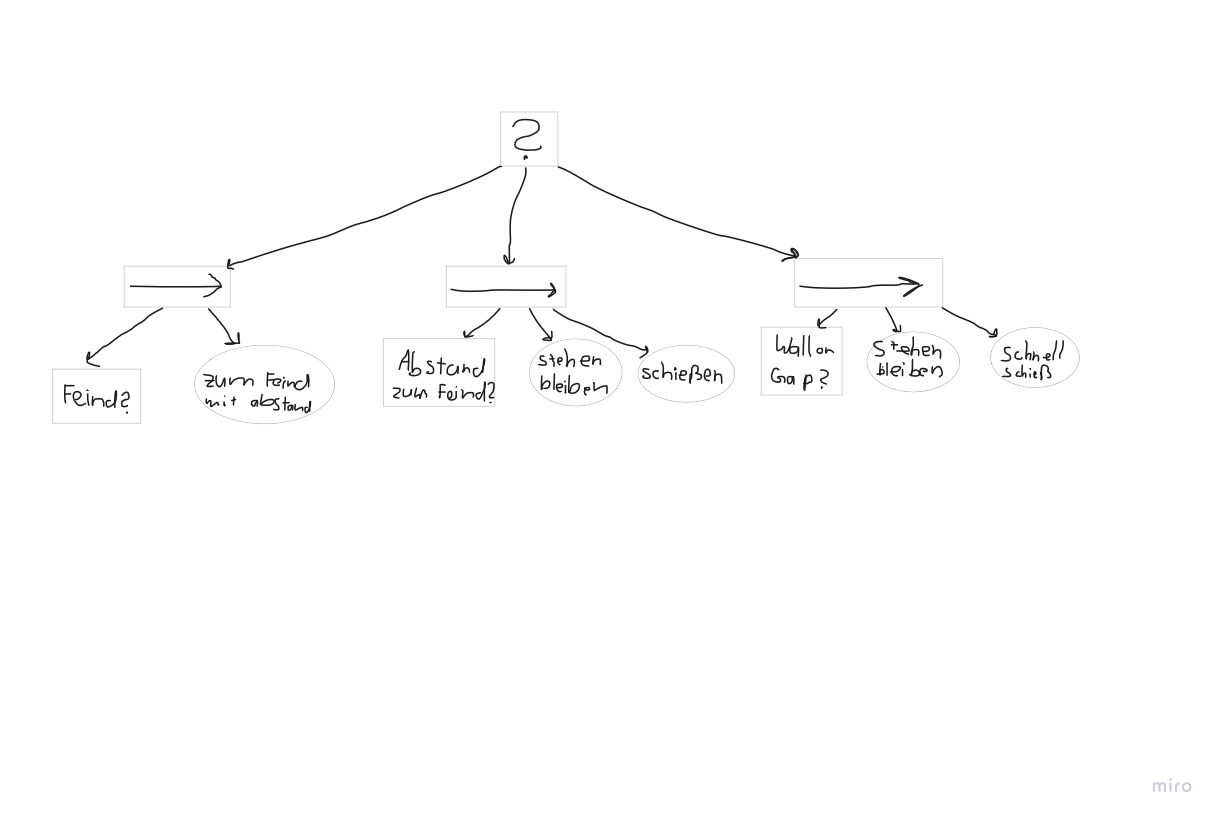 ?
Feind?
zum Feind
mit abstand
Abstand
zum Feind?
stehen
bleiben
schießen
Wall or
Gap?
Stehen
bleiben
Schnell
schieß
miro